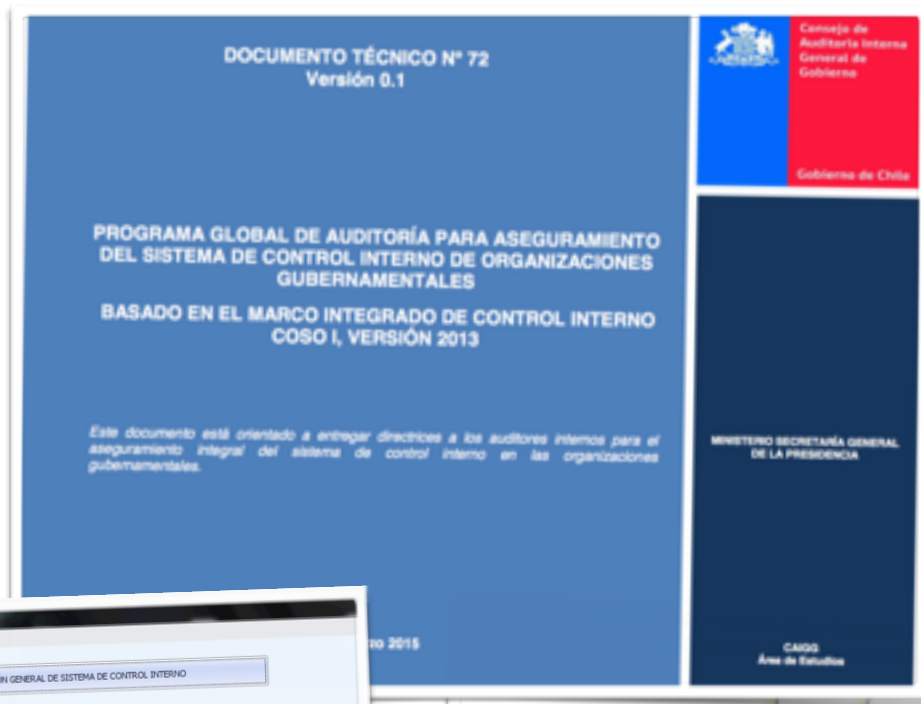 DOCUMENTO TÉCNICO N° 72
Versión 0.1
Consejo de
Auditoría Interna
General de
Gobierno
Gobierno de Chile
PROGRAMA GLOBAL DE AUDITORÍA PARA ASEGURAMIENTO
DEL SISTEMA DE CONTROL INTERNO DE ORGANIZACIONES
GUBERNAMENTALES
BASADO EN EL MARCO INTEGRADO DE CONTROL INTERNO
COSO I, VERSIÓN 2013
Este documento está orientado a entregar directrices a los auditores internos para el
aseguramiento integral del sistema de control interno en las organizaciones
gubernamentales.
MINISTERIO SECRETARÍA GENERAL
DE LA PRESIDENCIA
2015
CAIGG
Área de Estudios
GENERAL DE SISTEMA DE CONTROL INTERNO